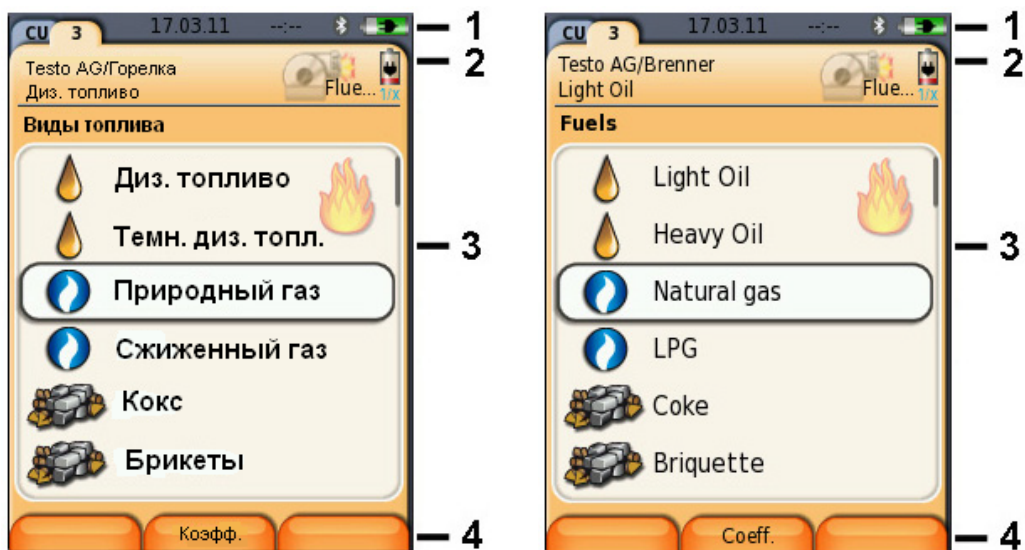 CU 3 17.03.11 --:--
1
Testo AG/Горелка
Диз. топливо
Flue... 1/x
2
Виды топлива
Диз. топливо
Темн. диз. топл.
3
Природный газ
Сжиженный газ
Кокс
Брикеты
Коэфф.
4
CU 3 17.03.11 --:--
1
Testo AG/Brenner
Light Oil
Flue... 1/x
2
Fuels
Light Oil
Heavy Oil
3
Natural gas
LPG
Coke
Briquette
Coeff.
4